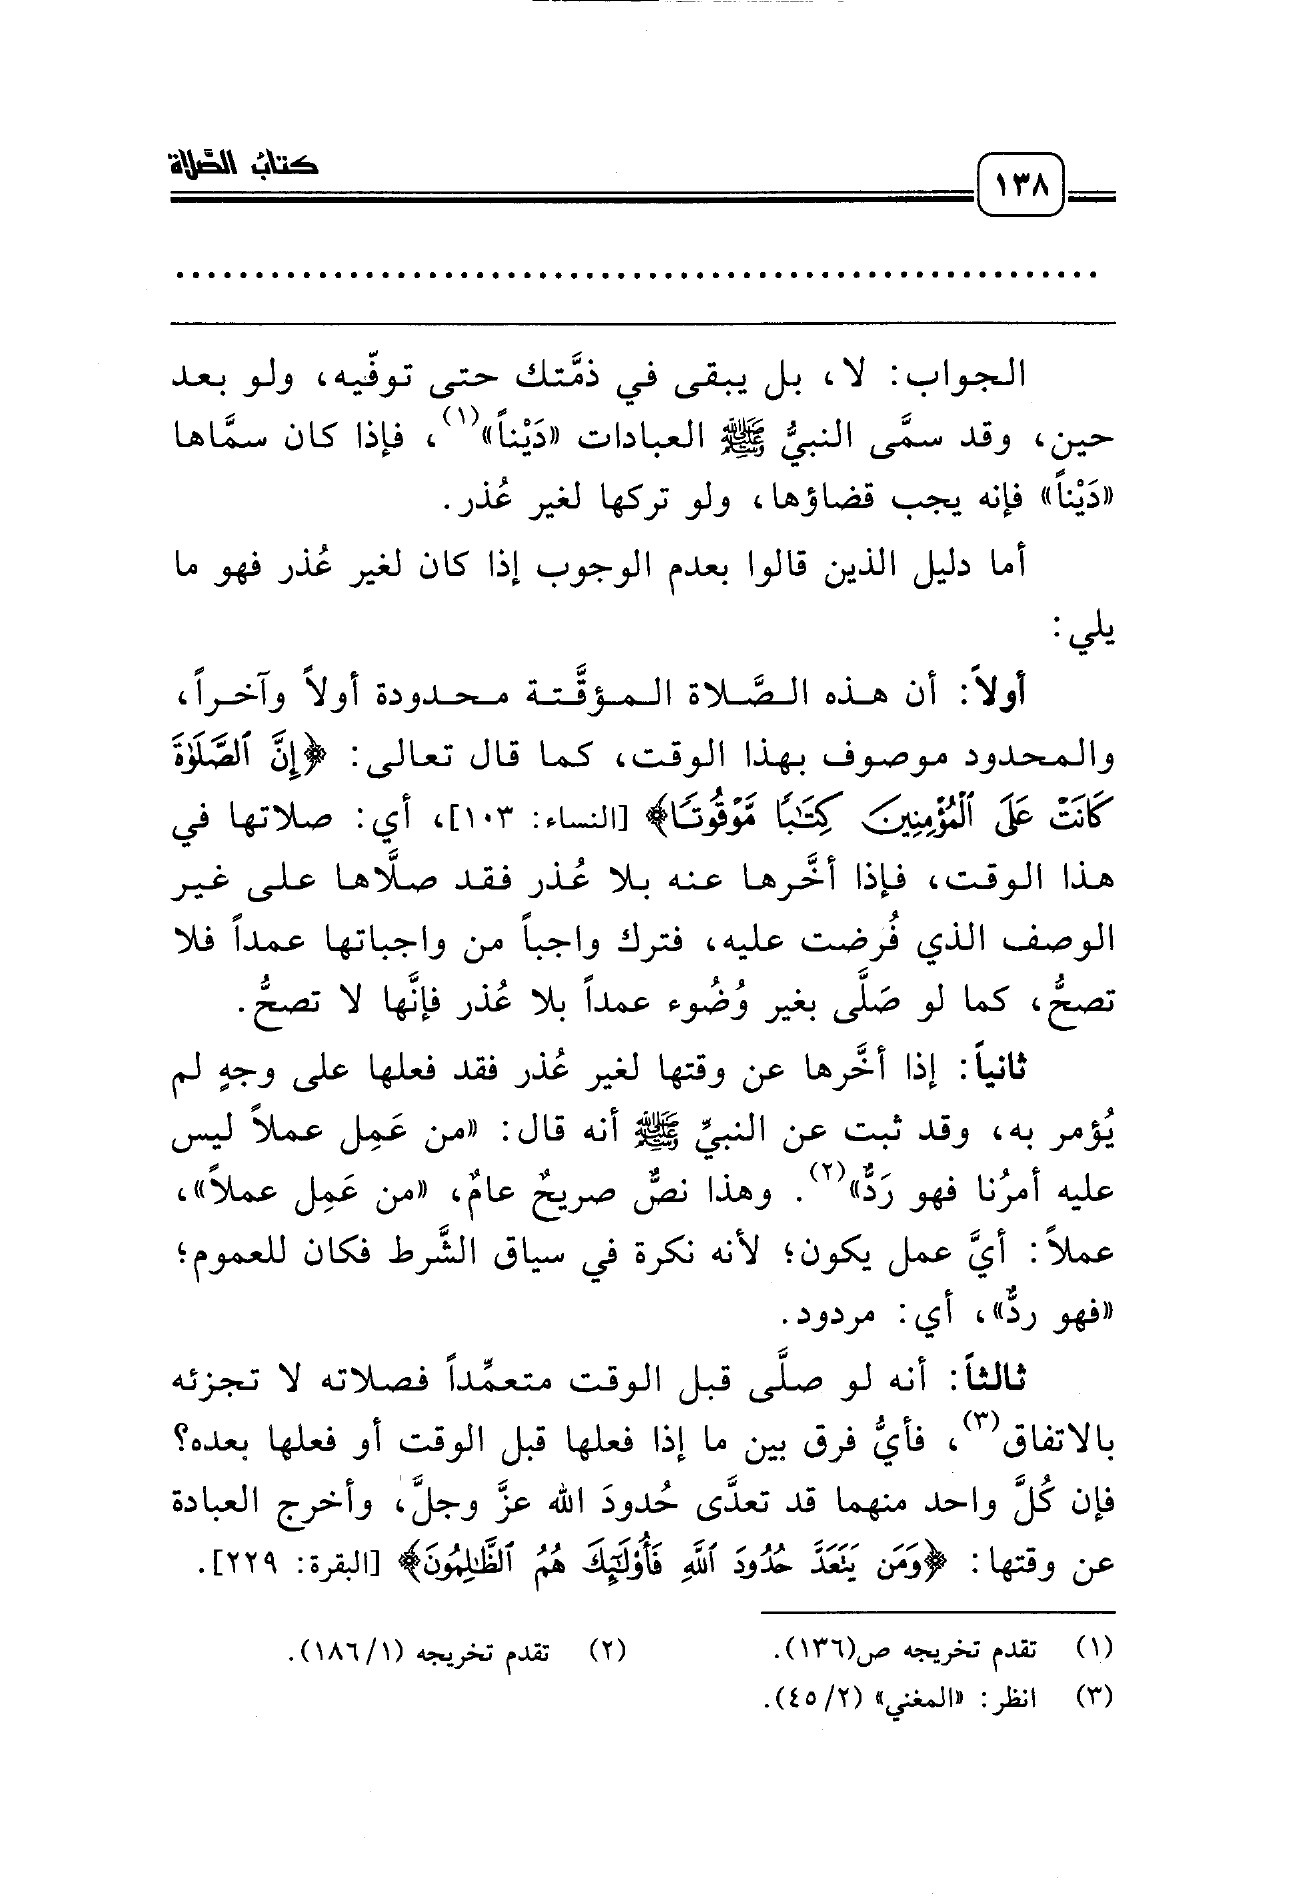 كتاب الصَّلاة
١٣٨
..........................................................
الجواب: لا، بل يبقى في ذمَّتك حتى توفّيه، ولو بعد
حين، وقد سمَّى النبيُّ ﷺ العبادات «دَيْناً»(١)، فإذا كان سمَّاها
«دَيْناً» فإنه يجب قضاؤها، ولو تركها لغير عُذر.
أما دليل الذين قالوا بعدم الوجوب إذا كان لغير عُذر فهو ما
يلي:
أولاً: أن هذه الصَّلاة المؤقَّتة محدودة أولاً وآخراً،
والمحدود موصوف بهذا الوقت، كما قال تعالى: ﴿إِنَّ ٱلصَّلَوٰةَ
كَانَتْ عَلَى ٱلْمُؤْمِنِينَ كِتَٰبًا مَّوْقُوتًا﴾ [النساء: ١٠٣]، أي: صلاتها في
هذا الوقت، فإذا أخَّرها عنه بلا عُذر فقد صلَّاها على غير
الوصف الذي فُرضت عليه، فترك واجباً من واجباتها عمداً فلا
تصحُّ، كما لو صَلَّى بغير وُضُوء عمداً بلا عُذر فإنَّها لا تصحُّ.
ثانياً: إذا أخَّرها عن وقتها لغير عُذر فقد فعلها على وجهٍ لم
يُؤمر به، وقد ثبت عن النبيِّ ﷺ أنه قال: «من عَمِل عملاً ليس
عليه أمرُنا فهو رَدٌّ»(٢). وهذا نصٌّ صريحٌ عامٌ، «من عَمِل عملاً»،
عملاً: أيَّ عمل يكون؛ لأنه نكرة في سياق الشَّرط فكان للعموم؛
«فهو ردٌّ»، أي: مردود.
ثالثاً: أنه لو صلَّى قبل الوقت متعمِّداً فصلاته لا تجزئه
بالاتفاق(٣)، فأيُّ فرق بين ما إذا فعلها قبل الوقت أو فعلها بعده؟
فإن كُلَّ واحد منهما قد تعدَّى حُدودَ الله عزَّ وجلَّ، وأخرج العبادة
عن وقتها: ﴿وَمَن يَتَعَدَّ حُدُودَ ٱللَّهِ فَأُو۟لَٰٓئِكَ هُمُ ٱلظَّٰلِمُونَ﴾ [البقرة: ٢٢٩].
(١) تقدم تخريجه ص(١٣٦). (٢) تقدم تخريجه (١/١٨٦).
(٣) انظر: «المغني» (٢/٤٥).